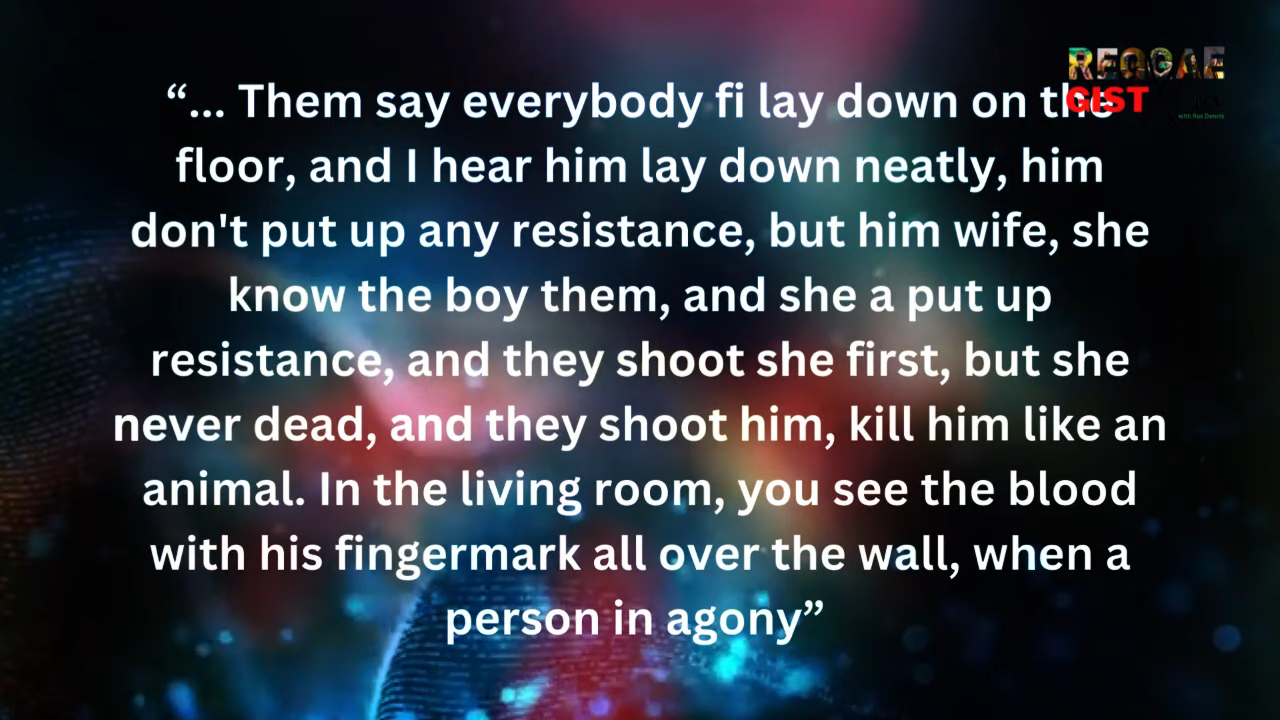 REGGAE
GIST
with Ras Dennis
“... Them say everybody fi lay down on the
floor, and I hear him lay down neatly, him
don't put up any resistance, but him wife, she
know the boy them, and she a put up
resistance, and they shoot she first, but she
never dead, and they shoot him, kill him like an
animal. In the living room, you see the blood
with his fingermark all over the wall, when a
person in agony”